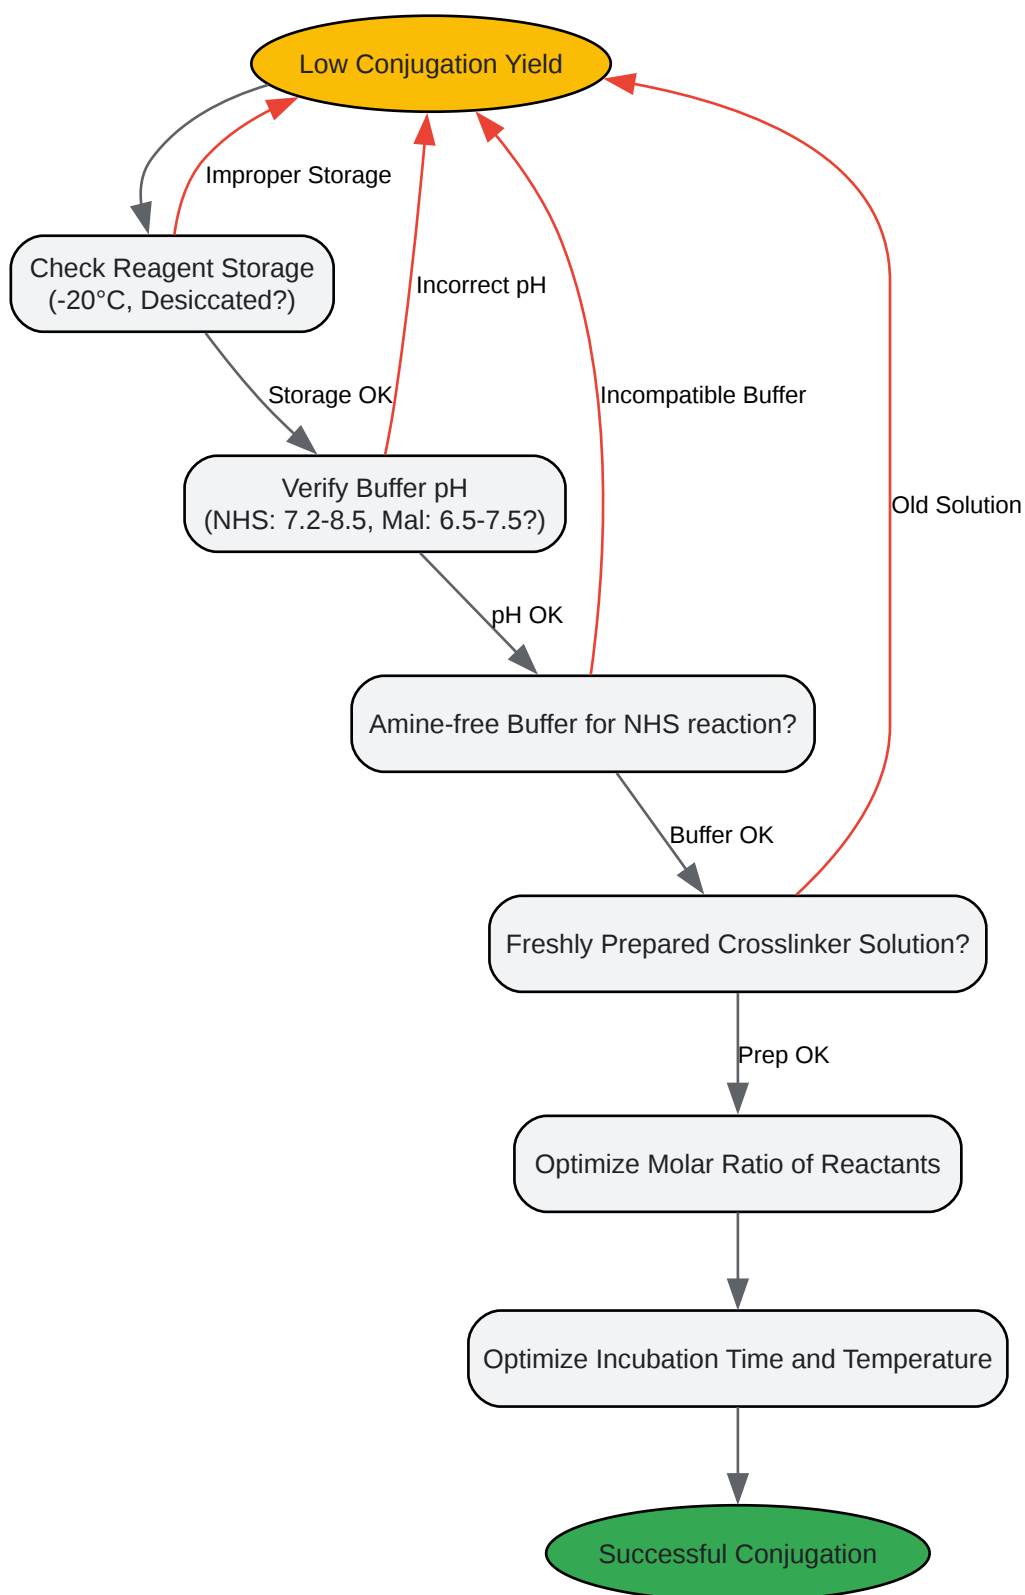 Low Conjugation Yield
Improper Storage
Check Reagent Storage
(-20°C, Desiccated?)
Incorrect pH
Storage OK
Incompatible Buffer
Verify Buffer pH
(NHS: 7.2-8.5, Mal: 6.5-7.5?)
Old Solution
pH OK
Amine-free Buffer for NHS reaction?
Buffer OK
Freshly Prepared Crosslinker Solution?
Prep OK
Optimize Molar Ratio of Reactants
Optimize Incubation Time and Temperature
Successful Conjugation